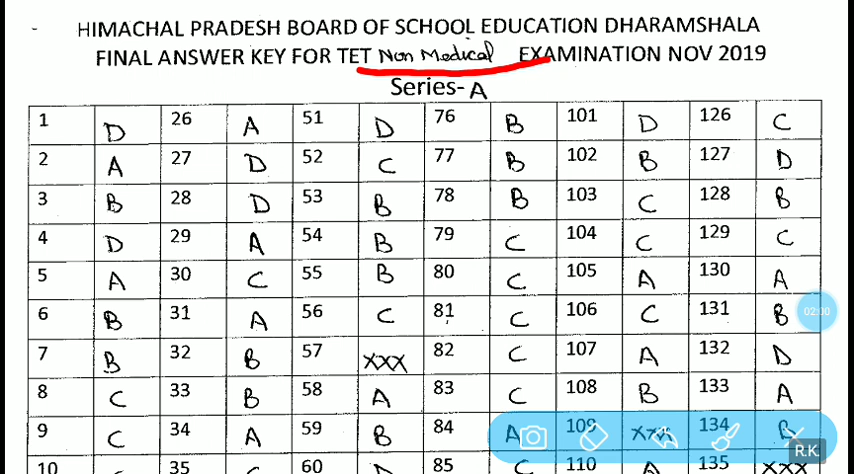 HIMACHAL PRADESH BOARD OF SCHOOL EDUCATION DHARAMSHALA
FINAL ANSWER KEY FOR TET Non Medical EXAMINATION NOV 2019
Series-A
1 D 26 A 51 D 76 B 101 D 126 C
2 A 27 D 52 C 77 B 102 B 127 D
3 B 28 D 53 B 78 B 103 C 128 B
4 D 29 A 54 B 79 C 104 C 129 C
5 A 30 C 55 B 80 C 105 A 130 A
6 B 31 A 56 C 81 C 106 C 131 B 02:00
7 B 32 B 57 XXX 82 C 107 A 132 D
8 C 33 B 58 A 83 C 108 B 133 A
9 C 34 A 59 B 84 A 109 XXX 134 B
R.K.
10 35 60 D 85 C 110 A 135 XXX